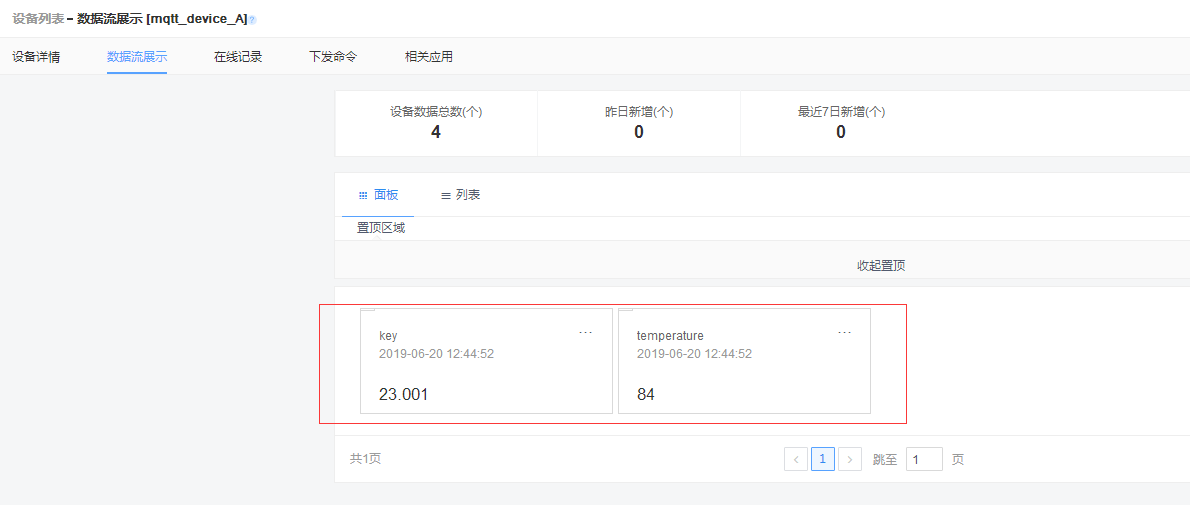 设备列表 – 数据流展示 [mqtt_device_A]?
设备详情 数据流展示 在线记录 下发命令 相关应用
设备数据总数(个) 昨日新增(个) 最近7日新增(个)
4 0 0
面板 列表
置顶区域
收起置顶
key ... temperature ...
2019-06-20 12:44:52 2019-06-20 12:44:52
23.001 84
共1页 < 1 > 跳至 1 页